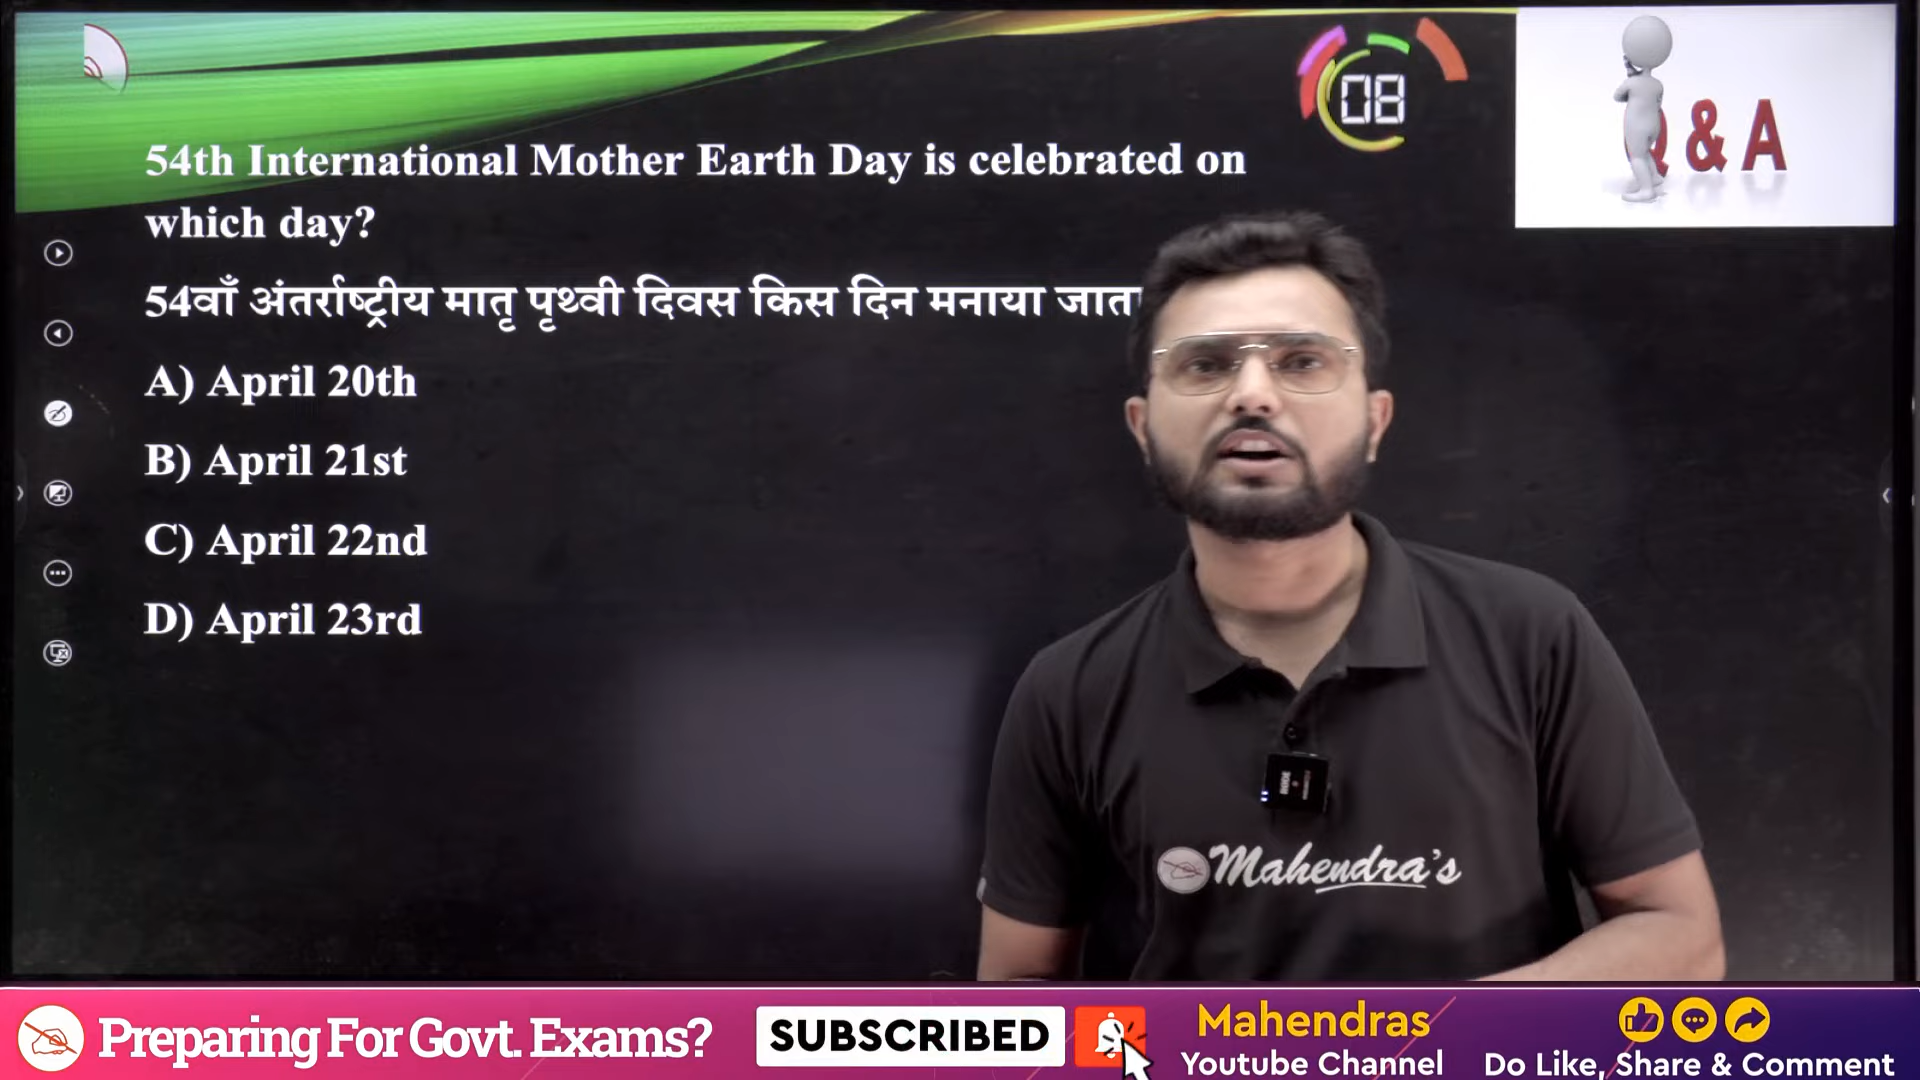 08
Q & A
54th International Mother Earth Day is celebrated on
which day?
54वाँ अंतर्राष्ट्रीय मातृ पृथ्वी दिवस किस दिन मनाया जाता
A) April 20th
B) April 21st
C) April 22nd
D) April 23rd
RODE
Mahendra's
Preparing For Govt. Exams?
SUBSCRIBED
Mahendras
Youtube Channel
Do Like, Share & Comment